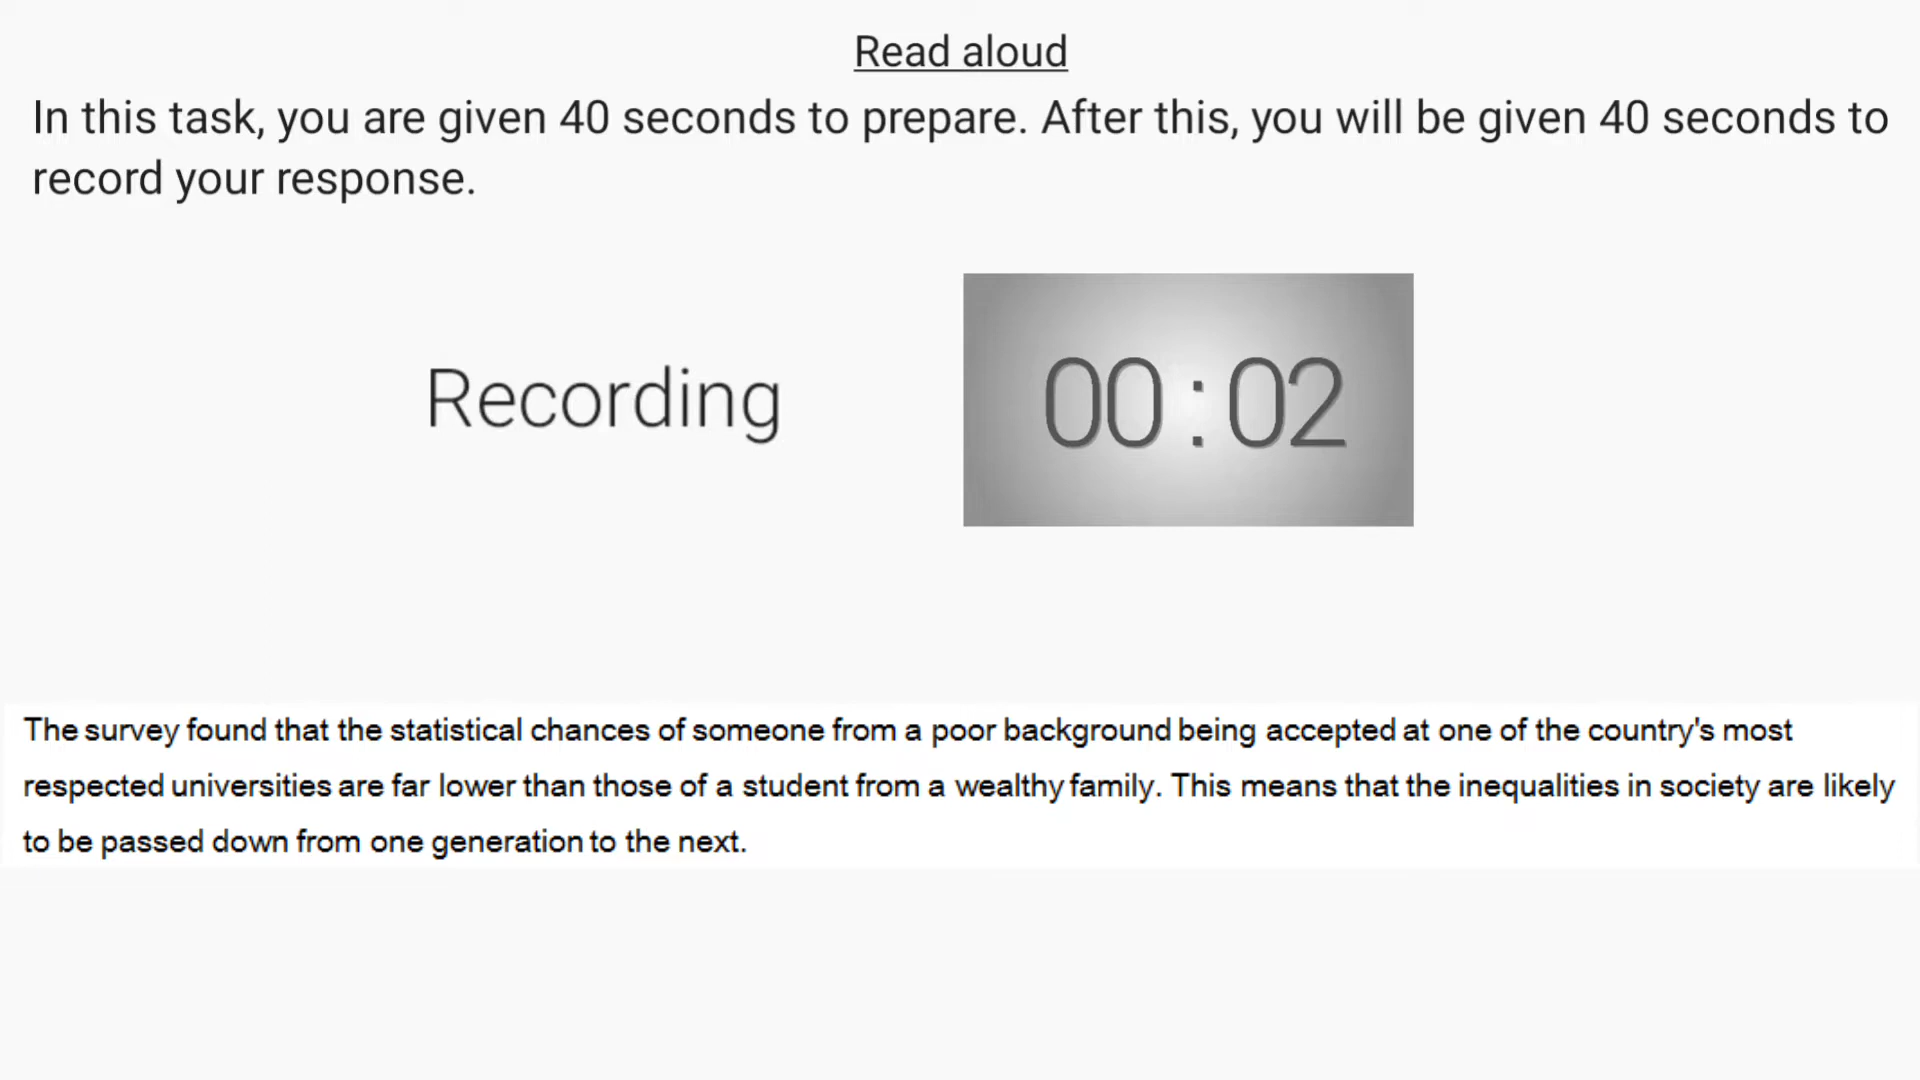 Read aloud
In this task, you are given 40 seconds to prepare. After this, you will be given 40 seconds to
record your response.
Recording
00:02
The survey found that the statistical chances of someone from a poor background being accepted at one of the country's most
respected universities are far lower than those of a student from a wealthy family. This means that the inequalities in society are likely
to be passed down from one generation to the next.